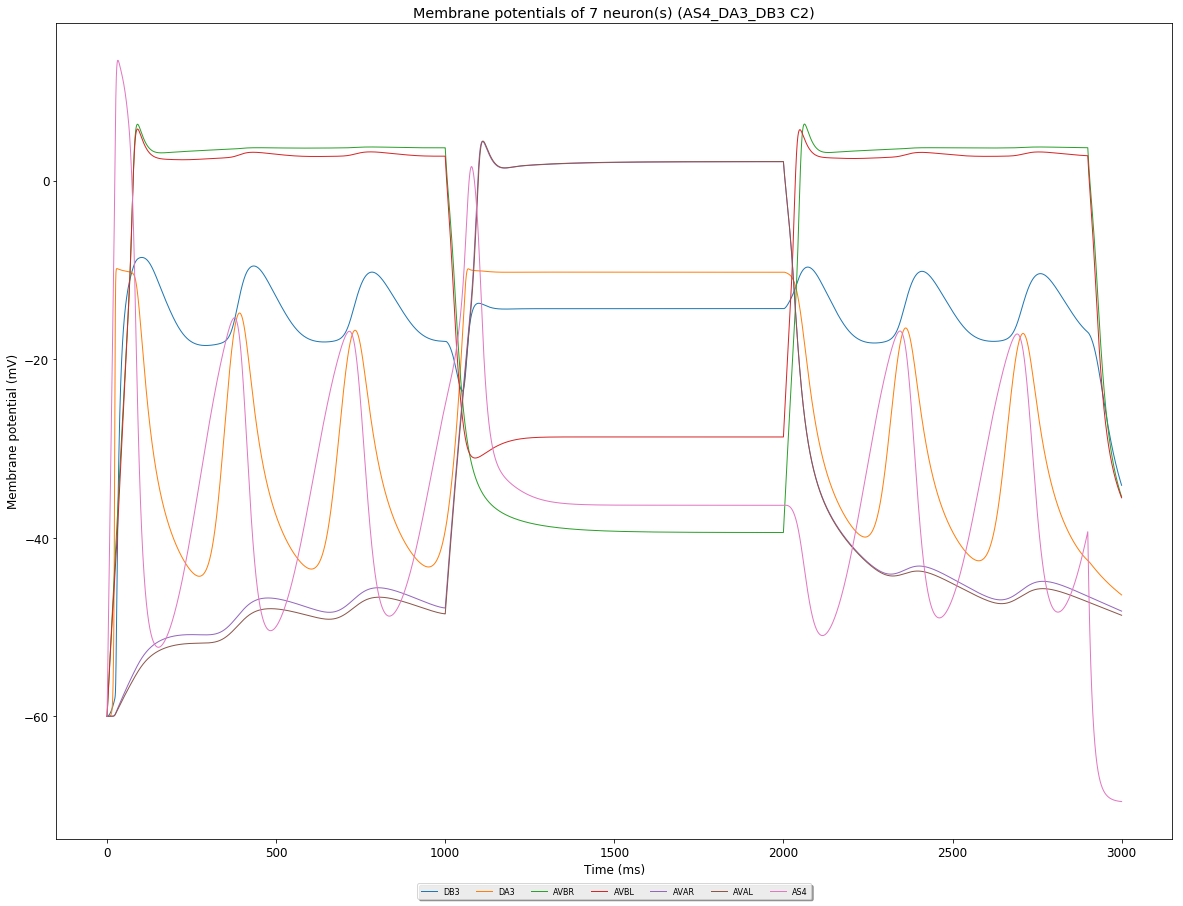 Membrane potentials of 7 neuron(s) (AS4_DA3_DB3 C2)
Membrane potential (mV)
0
−20
−40
−60
0 500 1000 1500 2000 2500 3000
Time (ms)
DB3 DA3 AVBR AVBL AVAR AVAL AS4